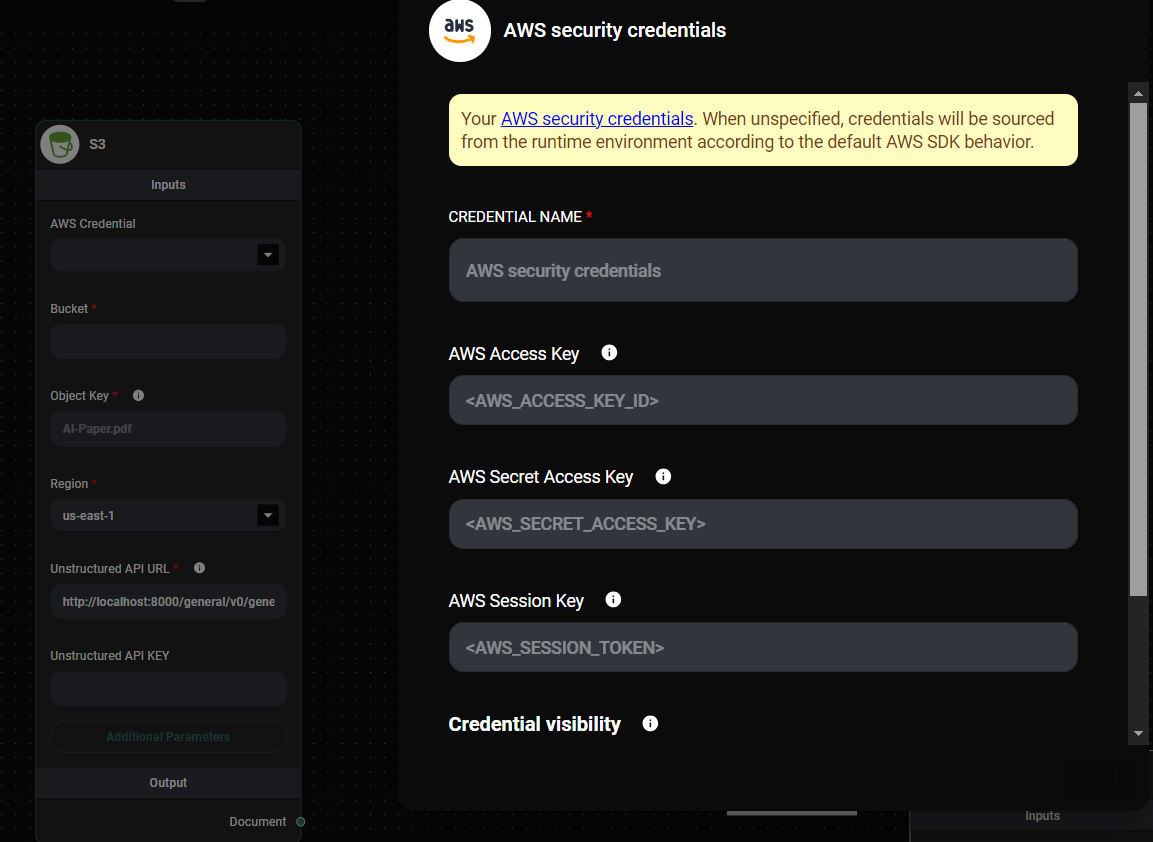 aws
AWS security credentials
Your AWS security credentials. When unspecified, credentials will be sourced
from the runtime environment according to the default AWS SDK behavior.
CREDENTIAL NAME *
AWS security credentials
AWS Access Key
<AWS_ACCESS_KEY_ID>
AWS Secret Access Key
<AWS_SECRET_ACCESS_KEY>
AWS Session Key
<AWS_SESSION_TOKEN>
Credential visibility
S3
Inputs
AWS Credential
Bucket *
Object Key *
AI-Paper.pdf
Region *
us-east-1
Unstructured API URL *
http://localhost:8000/general/v0/gene
Unstructured API KEY
Additional Parameters
Output
Document
Inputs